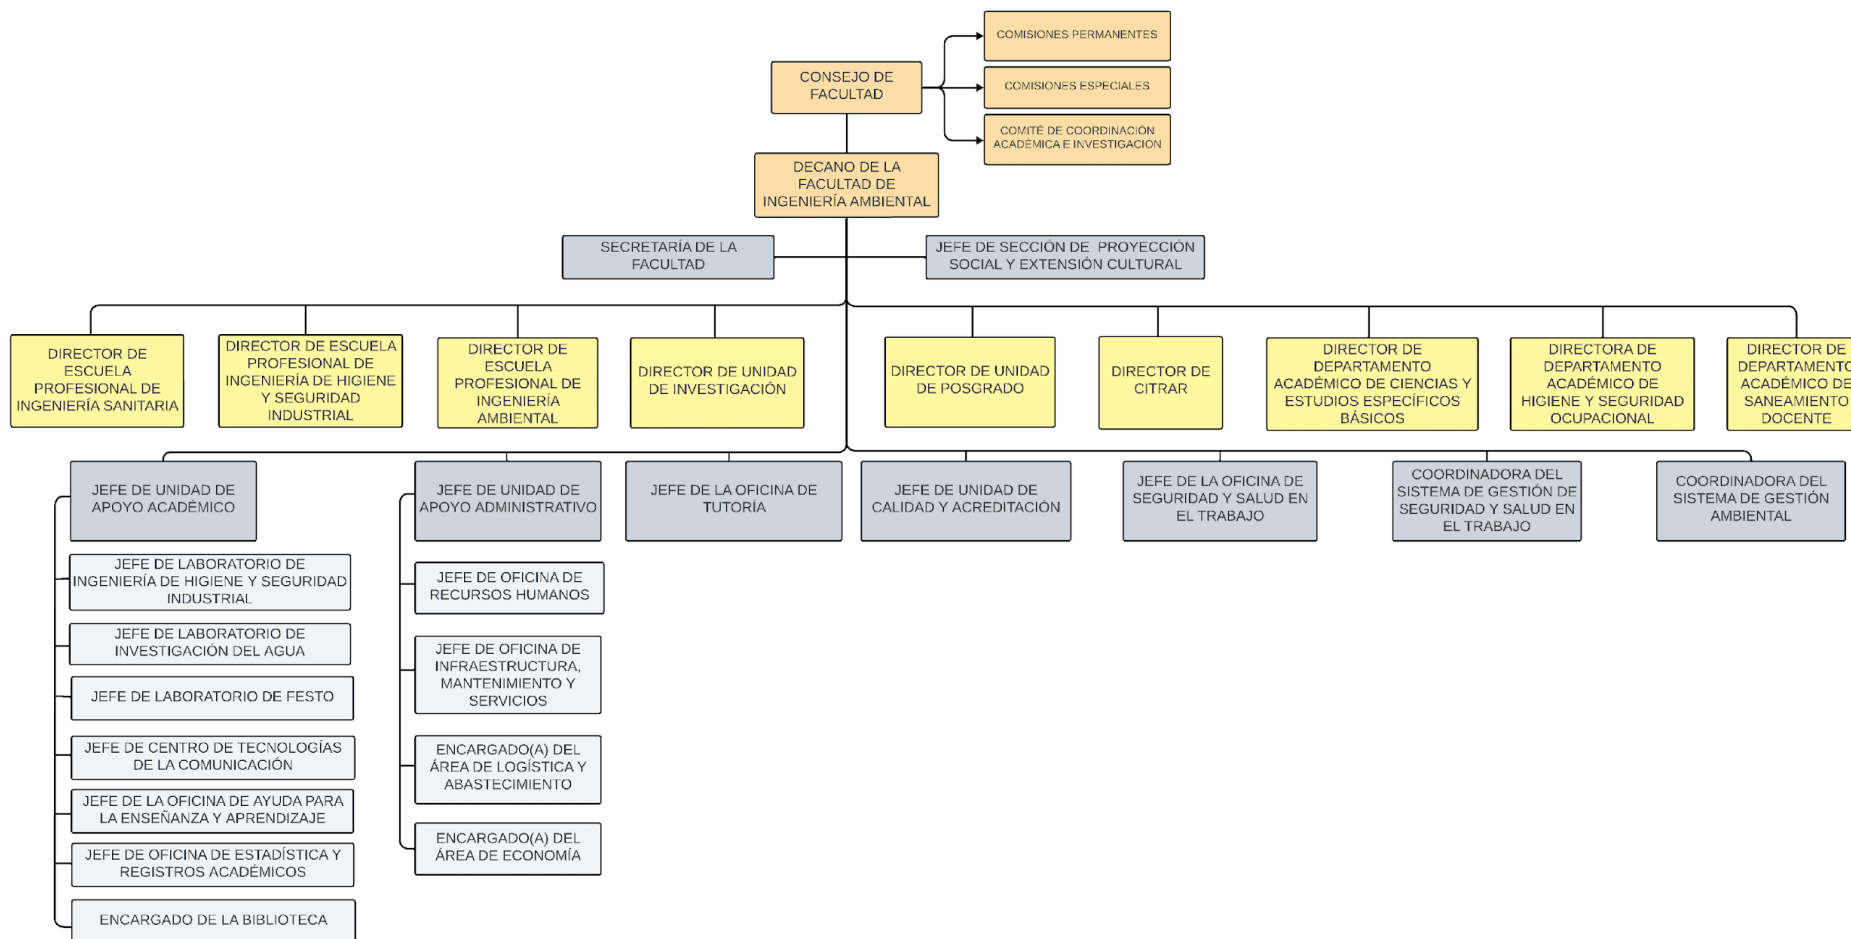 COMISIONES PERMANENTES
CONSEJO DE
FACULTAD
COMISIONES ESPECIALES
COMITÉ DE COORDINACIÓN
ACADÉMICA E INVESTIGACIÓN
DECANO DE LA
FACULTAD DE
INGENIERÍA AMBIENTAL
SECRETARÍA DE LA
FACULTAD
JEFE DE SECCIÓN DE PROYECCIÓN
SOCIAL Y EXTENSIÓN CULTURAL
DIRECTOR DE
ESCUELA
PROFESIONAL DE
INGENIERÍA SANITARIA
DIRECTOR DE ESCUELA
PROFESIONAL DE
INGENIERÍA DE HIGIENE
Y SEGURIDAD
INDUSTRIAL
DIRECTOR DE
ESCUELA
PROFESIONAL DE
INGENIERÍA
AMBIENTAL
DIRECTOR DE UNIDAD
DE INVESTIGACIÓN
DIRECTOR DE UNIDAD
DE POSGRADO
DIRECTOR DE
CITRAR
DIRECTOR DE
DEPARTAMENTO
ACADÉMICO DE CIENCIAS Y
ESTUDIOS ESPECÍFICOS
BÁSICOS
DIRECTORA DE
DEPARTAMENTO
ACADÉMICO DE
HIGIENE Y SEGURIDAD
OCUPACIONAL
DIRECTOR DE
DEPARTAMENTO
ACADÉMICO DE
SANEAMIENTO
DOCENTE
JEFE DE UNIDAD DE
APOYO ACADÉMICO
JEFE DE UNIDAD DE
APOYO ADMINISTRATIVO
JEFE DE LA OFICINA DE
TUTORÍA
JEFE DE UNIDAD DE
CALIDAD Y ACREDITACIÓN
JEFE DE LA OFICINA DE
SEGURIDAD Y SALUD EN
EL TRABAJO
COORDINADORA DEL
SISTEMA DE GESTIÓN DE
SEGURIDAD Y SALUD EN
EL TRABAJO
COORDINADORA DEL
SISTEMA DE GESTIÓN
AMBIENTAL
JEFE DE LABORATORIO DE
INGENIERÍA DE HIGIENE Y SEGURIDAD
INDUSTRIAL
JEFE DE LABORATORIO DE
INVESTIGACIÓN DEL AGUA
JEFE DE LABORATORIO DE FESTO
JEFE DE CENTRO DE TECNOLOGÍAS
DE LA COMUNICACIÓN
JEFE DE LA OFICINA DE AYUDA PARA
LA ENSEÑANZA Y APRENDIZAJE
JEFE DE OFICINA DE ESTADÍSTICA Y
REGISTROS ACADÉMICOS
ENCARGADO DE LA BIBLIOTECA
JEFE DE OFICINA DE
RECURSOS HUMANOS
JEFE DE OFICINA DE
INFRAESTRUCTURA,
MANTENIMIENTO Y
SERVICIOS
ENCARGADO(A) DEL
ÁREA DE LOGÍSTICA Y
ABASTECIMIENTO
ENCARGADO(A) DEL
ÁREA DE ECONOMÍA